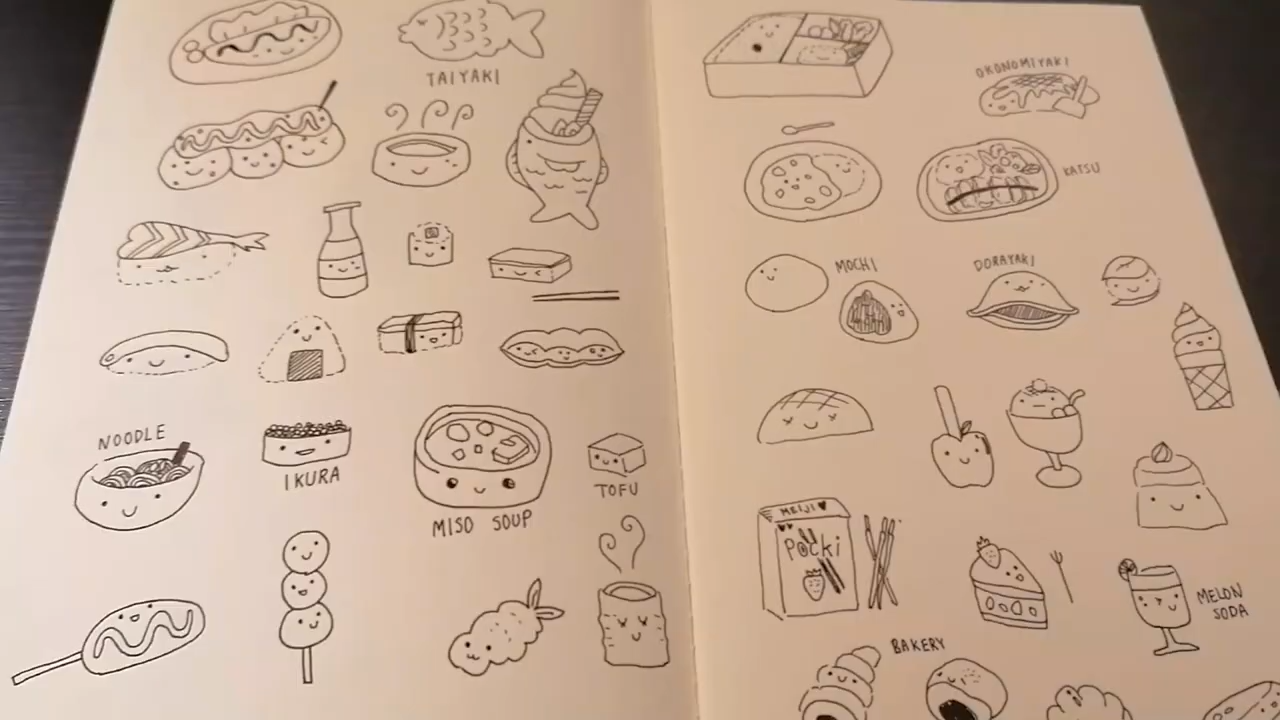 TAIYAKI
NOODLE
IKURA
MISO SOUP
TOFU
OKONOMIYAKI
KATSU
MOCHI
DORAYAKI
MEIJI
Pocki
MELON
SODA
BAKERY